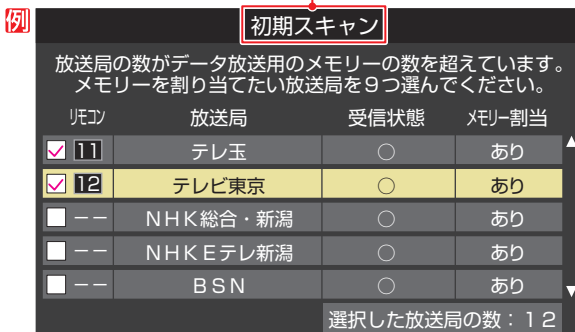 例
初期スキャン
放送局の数がデータ放送用のメモリーの数を超えています。
メモリーを割り当てたい放送局を９つ選んでください。
ﾘﾓｺﾝ 放送局 受信状態 ﾒﾓﾘｰ割当
11 テレ玉 ○ あり
12 テレビ東京 ○ あり
－－ ＮＨＫ総合・新潟 ○ あり
－－ ＮＨＫＥテレ新潟 ○ あり
－－ ＢＳＮ ○ あり
選択した放送局の数：１２